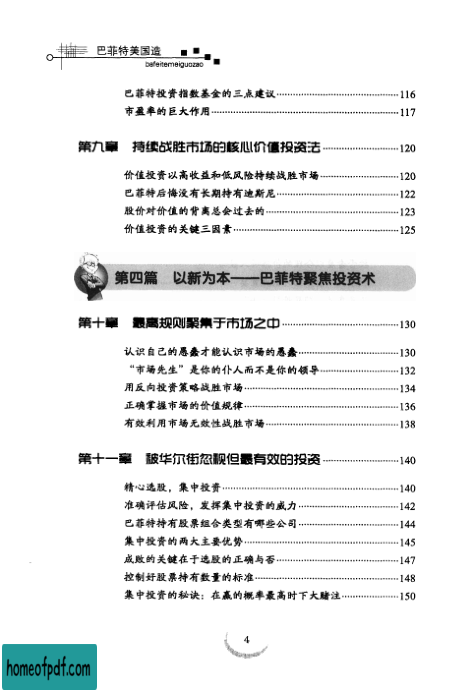 巴菲特美国造
bafeitemeiguozao
巴菲特投资指数基金的三点建议……116
市盈率的巨大作用……117
第九章 持续战胜市场的核心价值投资法……120
价值投资以高收益和低风险持续战胜市场……120
巴菲特后悔没有长期持有迪斯尼……122
股价对价值的背离总会过去的……123
价值投资的关键三因素……125
第四篇 以新为本——巴菲特聚焦投资术
第十章 最高规则聚集于市场之中……130
认识自己的愚蠢才能认识市场的愚蠢……130
“市场先生”是你的仆人而不是你的领导……132
用反向投资策略战胜市场……134
正确掌握市场的价值规律……136
有效利用市场无效性战胜市场……138
第十一章 被华尔街忽视但最有效的投资……140
精心选股，集中投资……140
准确评估风险，发挥集中投资的威力……142
巴菲特持有股票组合类型有哪些公司……144
集中投资的两大主要优势……145
成败的关键在于选股的正确与否……147
控制好股票持有数量的标准……148
集中投资的秘诀：在赢的概率最高时下大赌注……150
4
homeofpdf.com